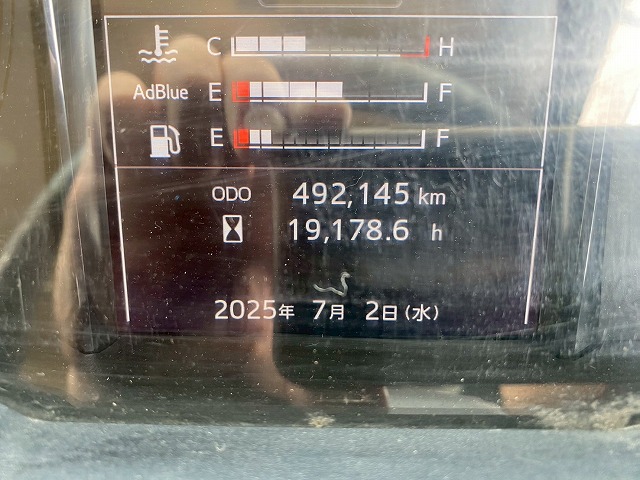 C H
AdBlue E F
E F
ODO 492,145 km
19,178.6 h
2025年 7月 2日(水)